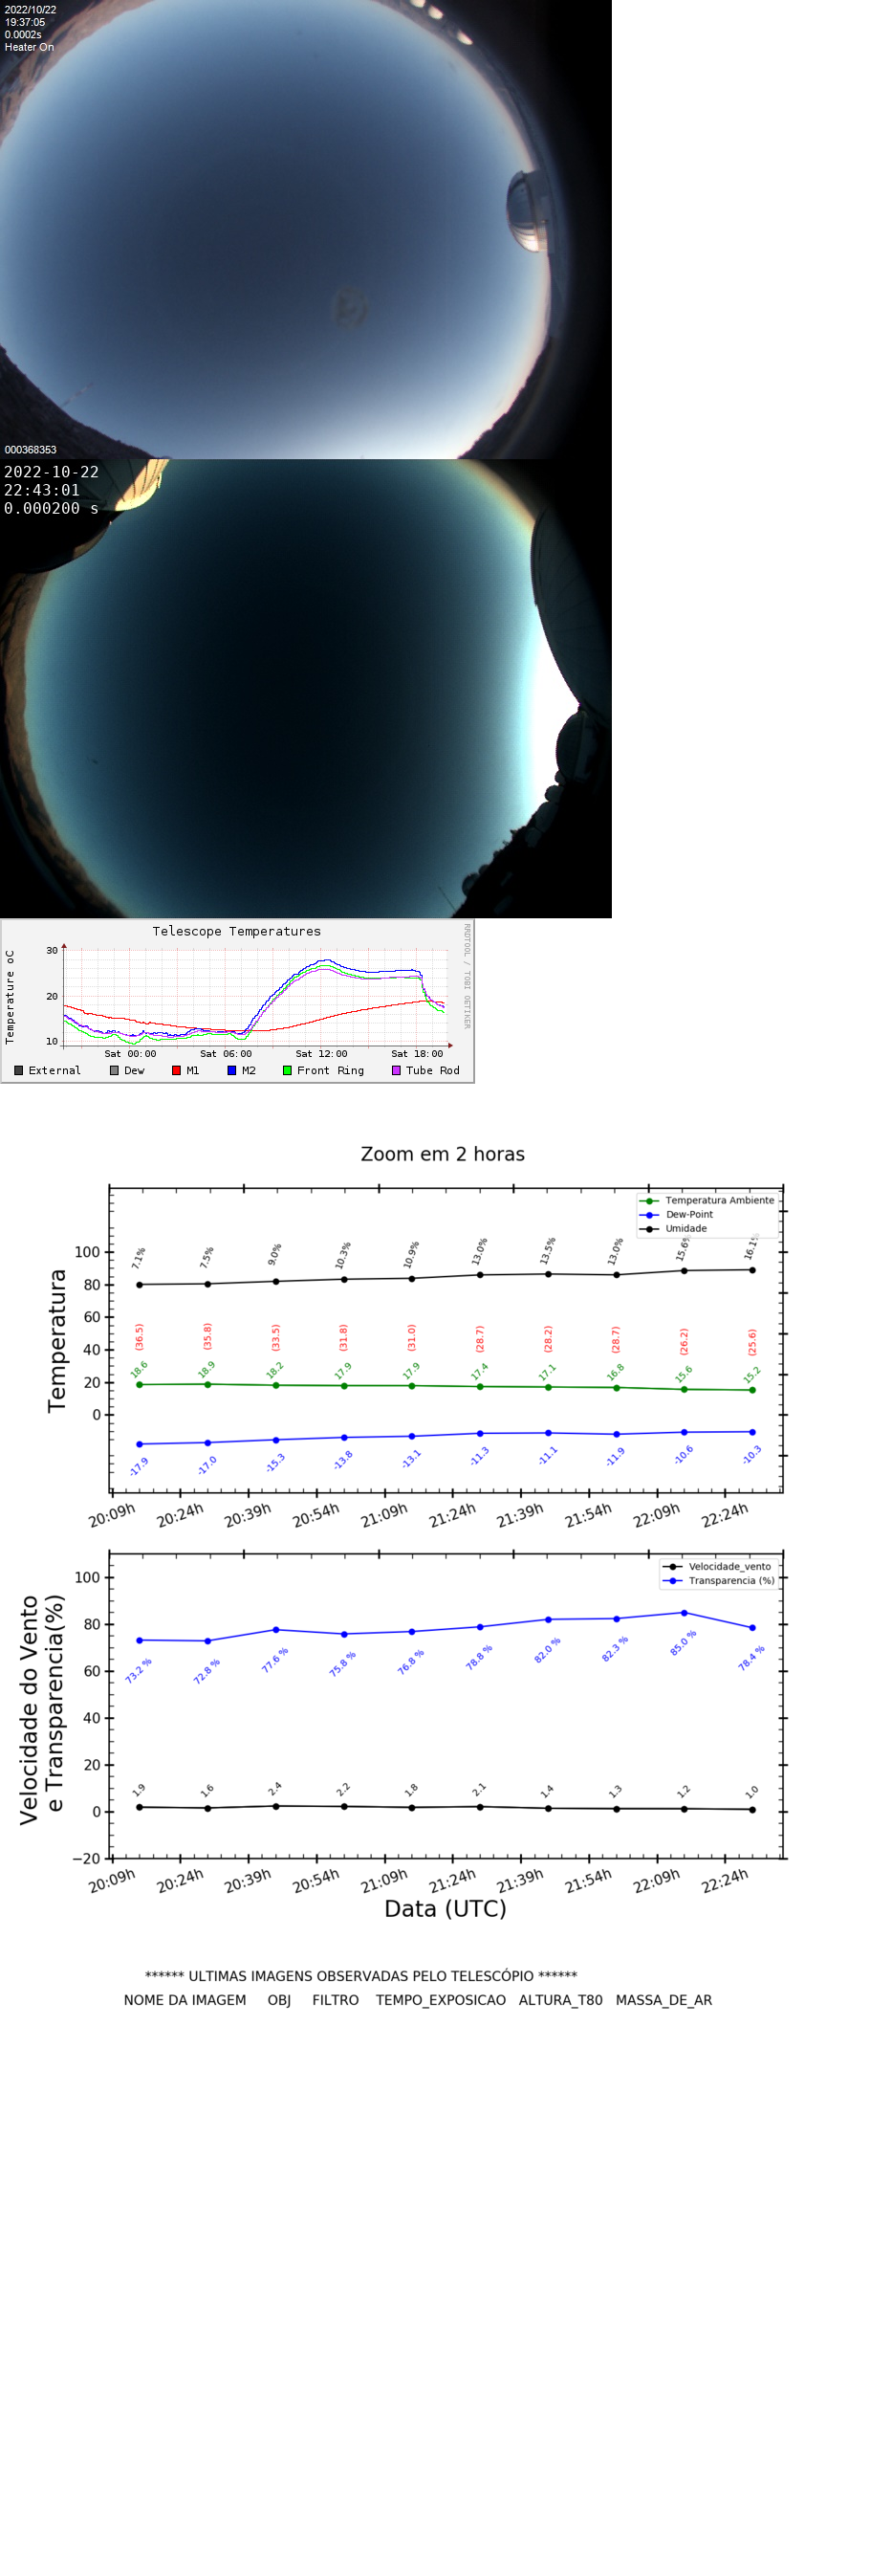 2022/10/22
19:37:05
0.0002s
Heater On
000368353
2022-10-22
22:43:01
0.000200 s
Telescope Temperatures
RRDTOOL / TOBI OETIKER
Temperature oC
30
20
10
Sat 00:00 Sat 06:00 Sat 12:00 Sat 18:00
External Dew M1 M2 Front Ring Tube Rod
Zoom em 2 horas
Temperatura Ambiente
Dew-Point
Umidade
Temperatura
100
80
60
40
20
0
7.1% 7.5% 9.0% 10.3% 10.9% 13.0% 13.5% 13.0% 15.6% 16.1%
(36.5) (35.8) (33.5) (31.8) (31.0) (28.7) (28.2) (28.7) (26.2) (25.6)
18.6 18.9 18.2 17.9 17.9 17.4 17.1 16.8 15.6 15.2
-17.9 -17.0 -15.3 -13.8 -13.1 -11.3 -11.1 -11.9 -10.6 -10.3
20:09h 20:24h 20:39h 20:54h 21:09h 21:24h 21:39h 21:54h 22:09h 22:24h
Velocidade_vento
Transparencia (%)
Velocidade do Vento
e Transparencia(%)
100
80
60
40
20
0
−20
73.2 % 72.8 % 77.6 % 75.8 % 76.8 % 78.8 % 82.0 % 82.3 % 85.0 % 78.4 %
1.9 1.6 2.4 2.2 1.8 2.1 1.4 1.3 1.2 1.0
20:09h 20:24h 20:39h 20:54h 21:09h 21:24h 21:39h 21:54h 22:09h 22:24h
Data (UTC)
****** ULTIMAS IMAGENS OBSERVADAS PELO TELESCÓPIO ******
NOME DA IMAGEM OBJ FILTRO TEMPO_EXPOSICAO ALTURA_T80 MASSA_DE_AR